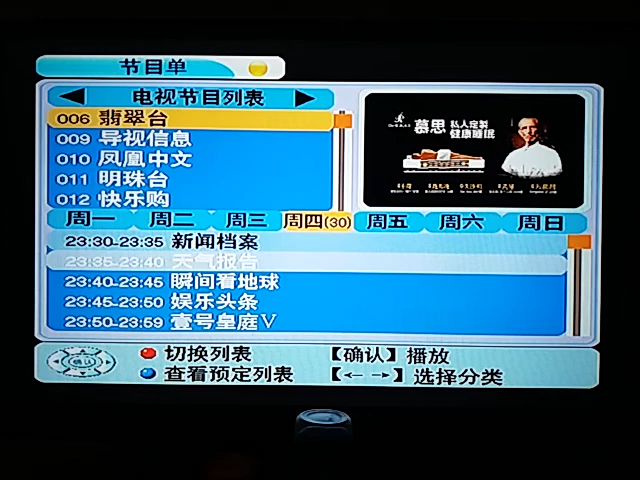 节目单
电视节目列表
006 翡翠台
009 导视信息
010 凤凰中文
011 明珠台
012 快乐购
慕思 私人定制
健康睡眠
周一 周二 周三 周四(30) 周五 周六 周日
23:30-23:35 新闻档案
23:35-23:40 天气报告
23:40-23:45 瞬间看地球
23:45-23:50 娱乐头条
23:50-23:59 壹号皇庭Ⅴ
确认
切换列表 【确认】播放
查看预定列表 【←→】选择分类